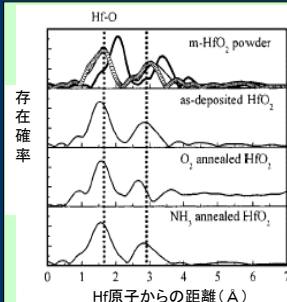 Hf-O
m-HfO₂ powder
as-deposited HfO₂
O₂ annealed HfO₂
NH₃ annealed HfO₂
存在確率
0 1 2 3 4 5 6 7
Hf原子からの距離(Å)